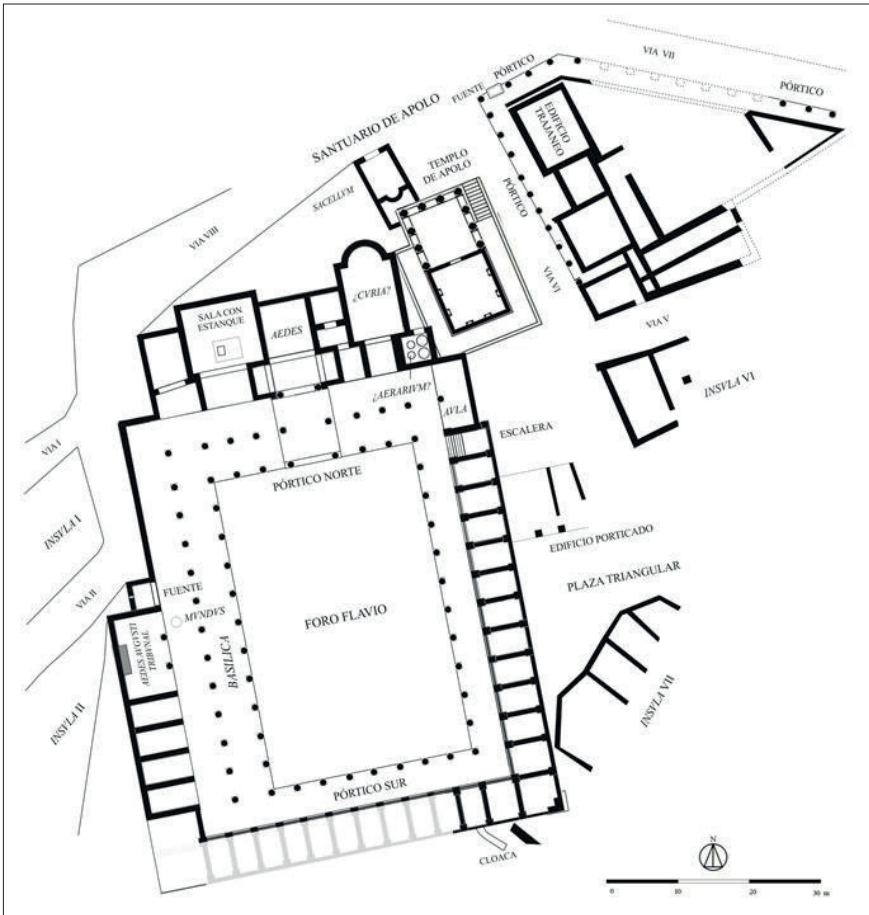 VIA VII
PÓRTICO
PÓRTICO
FUENTE
SANTUARIO DE APOLO
EDIFICIO
TRAJANEO
TEMPLO
DE APOLO
SACELLVM
PÓRTICO
VIA VIII
VIA VI
¿CVRIA?
SALA CON
ESTANQUE
AEDES
VIA V
¿AERARIVM?
INSVLA VI
AVLA
ESCALERA
VIA I
PÓRTICO NORTE
INSVLA I
EDIFICIO PORTICADO
PLAZA TRIANGULAR
VIA II
FUENTE
MVNDVS
FORO FLAVIO
AEDES AVGVSTI
TRIBVNAL
BASILICA
INSVLA VII
INSVLA II
PÓRTICO SUR
CLOACA
N
0 10 20 30 m